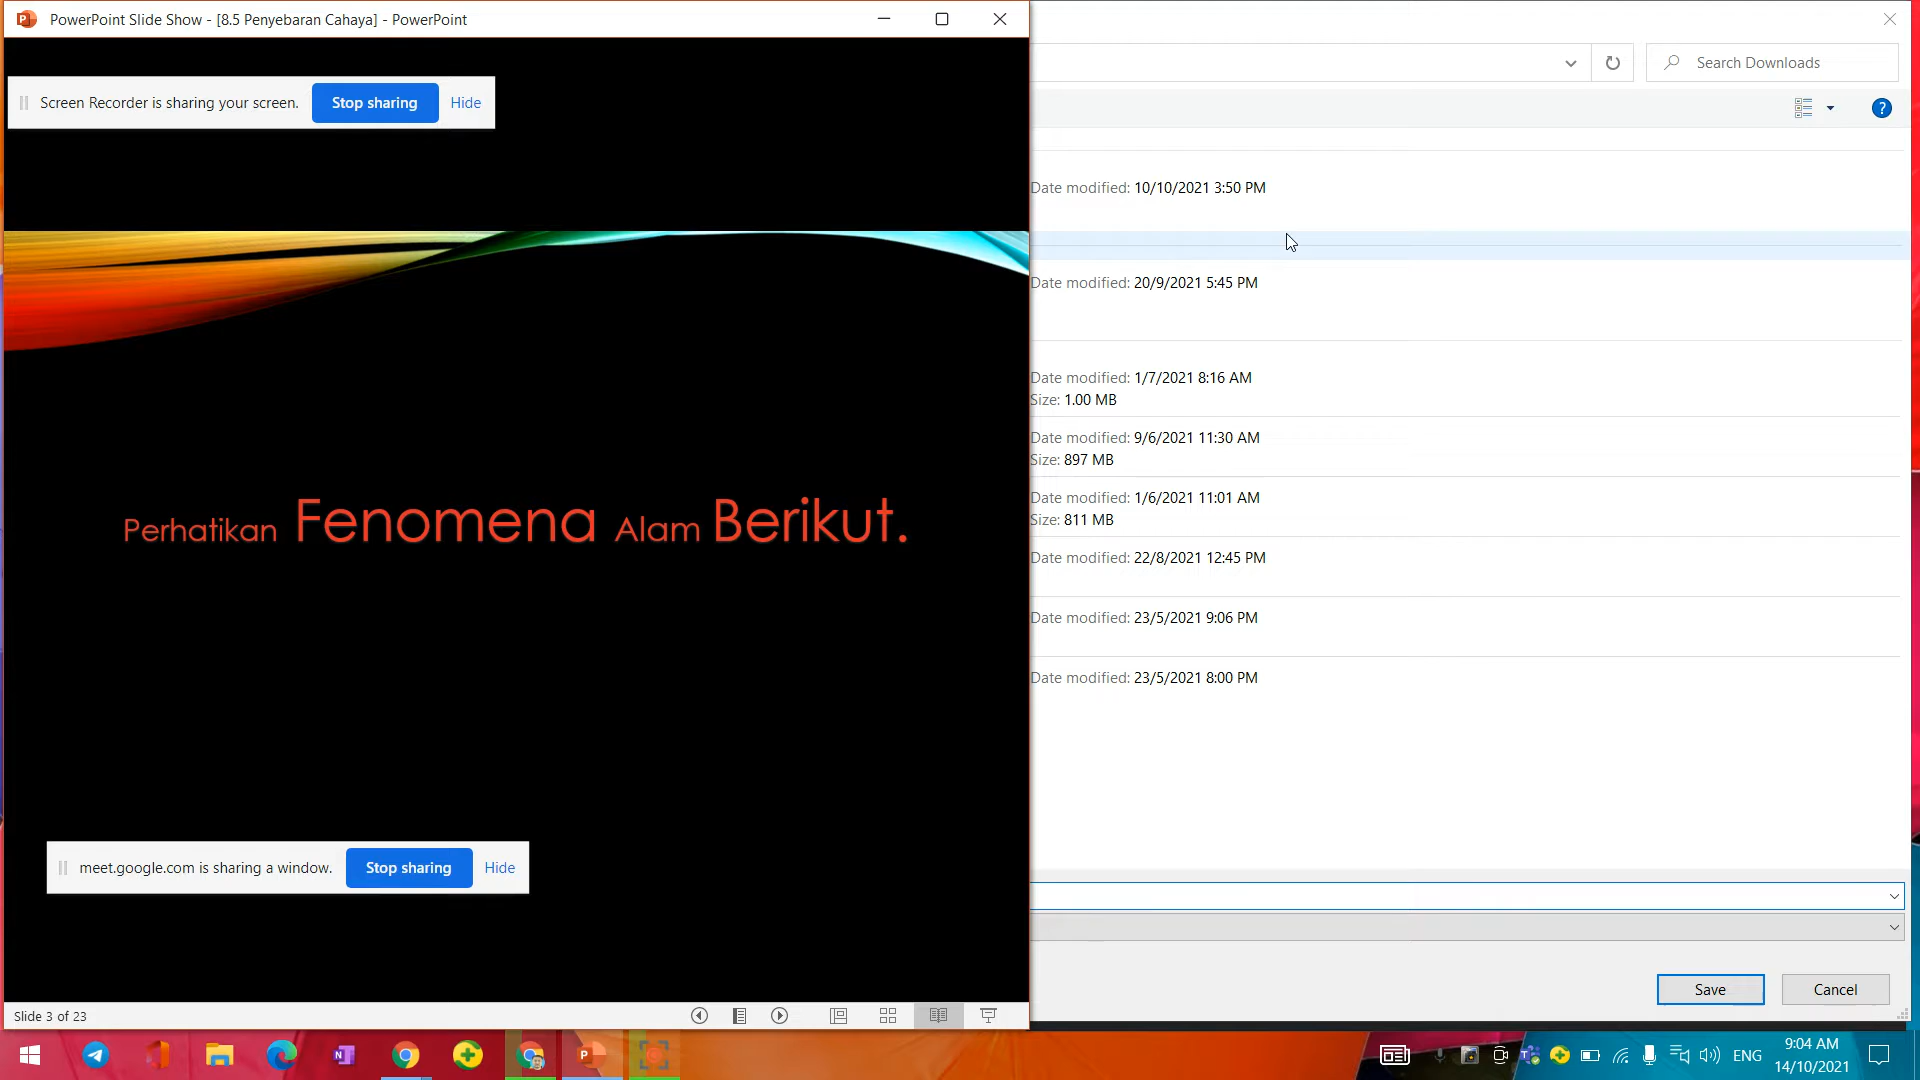 PowerPoint Slide Show - [8.5 Penyebaran Cahaya] - PowerPoint
Search Downloads
Screen Recorder is sharing your screen. Stop sharing Hide
Date modified: 10/10/2021 3:50 PM
Date modified: 20/9/2021 5:45 PM
Date modified: 1/7/2021 8:16 AM
Size: 1.00 MB
Date modified: 9/6/2021 11:30 AM
Size: 897 MB
Date modified: 1/6/2021 11:01 AM
Size: 811 MB
Perhatikan Fenomena Alam Berikut.
Date modified: 22/8/2021 12:45 PM
Date modified: 23/5/2021 9:06 PM
Date modified: 23/5/2021 8:00 PM
meet.google.com is sharing a window. Stop sharing Hide
Save Cancel
Slide 3 of 23
ENG
9:04 AM
14/10/2021